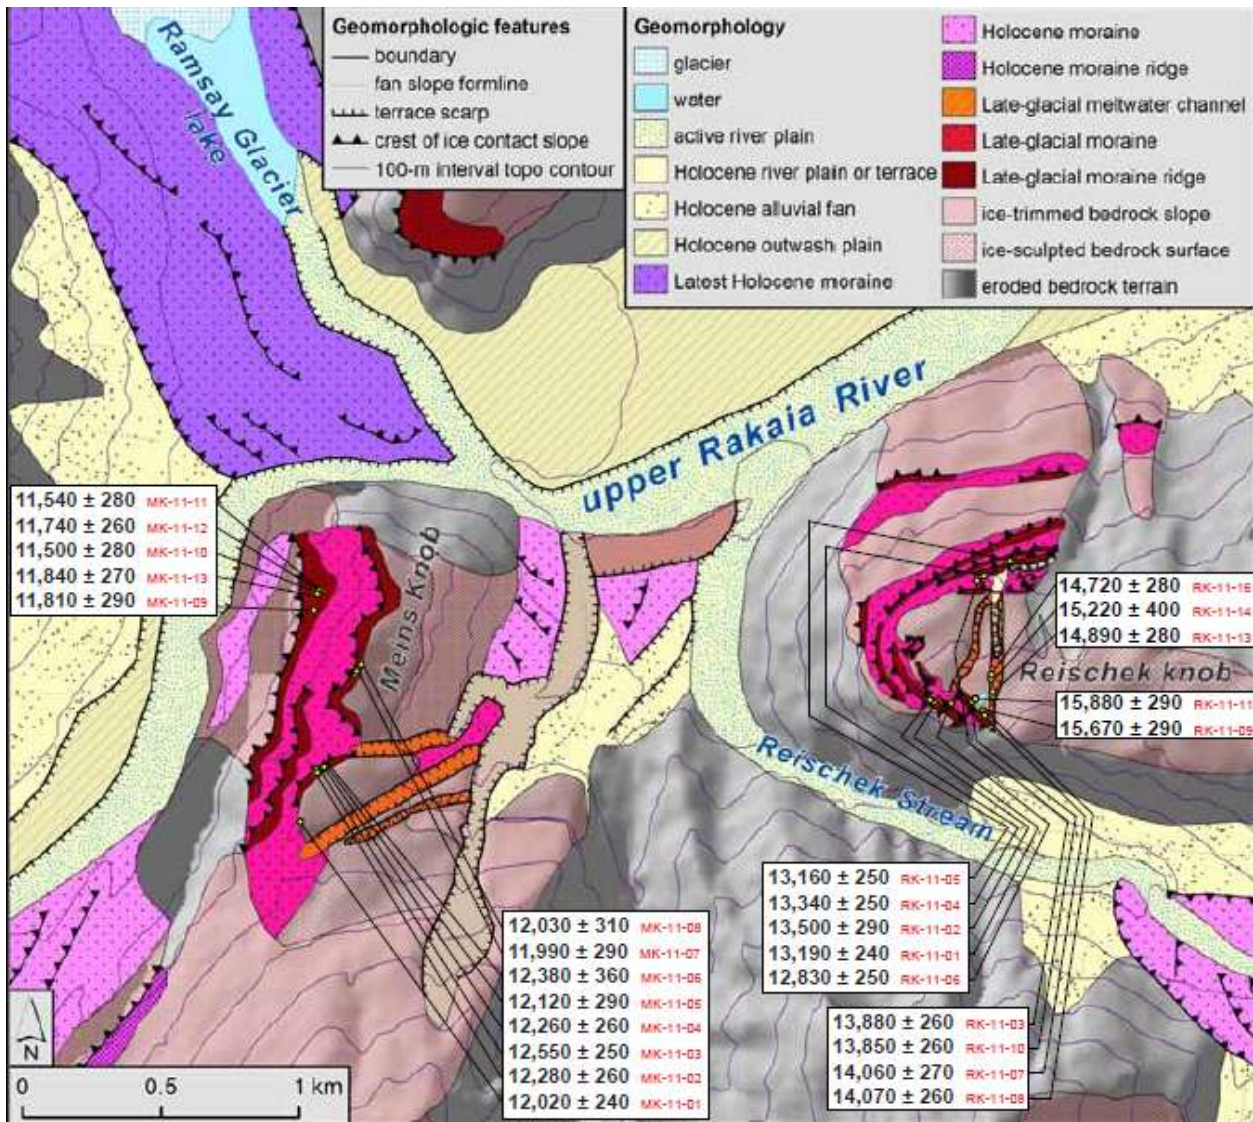 Ramsay Glacier
lake
Geomorphologic features
boundary
fan slope formline
terrace scarp
crest of ice contact slope
100-m interval topo contour
Geomorphology
glacier
water
active river plain
Holocene river plain or terrace
Holocene alluvial fan
Holocene outwash plain
Latest Holocene moraine
Holocene moraine
Holocene moraine ridge
Late-glacial meltwater channel
Late-glacial moraine
Late-glacial moraine ridge
ice-trimmed bedrock slope
ice-sculpted bedrock surface
eroded bedrock terrain
upper Rakaia River
11,540 ± 280 MK-11-11
11,740 ± 260 MK-11-12
11,500 ± 280 MK-11-10
11,840 ± 270 MK-11-13
11,810 ± 290 MK-11-09
Meins Knob
14,720 ± 280 RK-11-15
15,220 ± 400 RK-11-14
14,890 ± 280 RK-11-13
Reischek knob
15,880 ± 290 RK-11-11
15,670 ± 290 RK-11-09
Reischek Stream
13,160 ± 250 RK-11-05
13,340 ± 250 RK-11-04
13,500 ± 290 RK-11-02
13,190 ± 240 RK-11-01
12,830 ± 250 RK-11-06
12,030 ± 310 MK-11-08
11,990 ± 290 MK-11-07
12,380 ± 360 MK-11-06
12,120 ± 290 MK-11-05
12,260 ± 260 MK-11-04
12,550 ± 250 MK-11-03
12,280 ± 260 MK-11-02
12,020 ± 240 MK-11-01
13,880 ± 260 RK-11-03
13,850 ± 260 RK-11-10
14,060 ± 270 RK-11-07
14,070 ± 260 RK-11-08
N
0 0.5 1 km